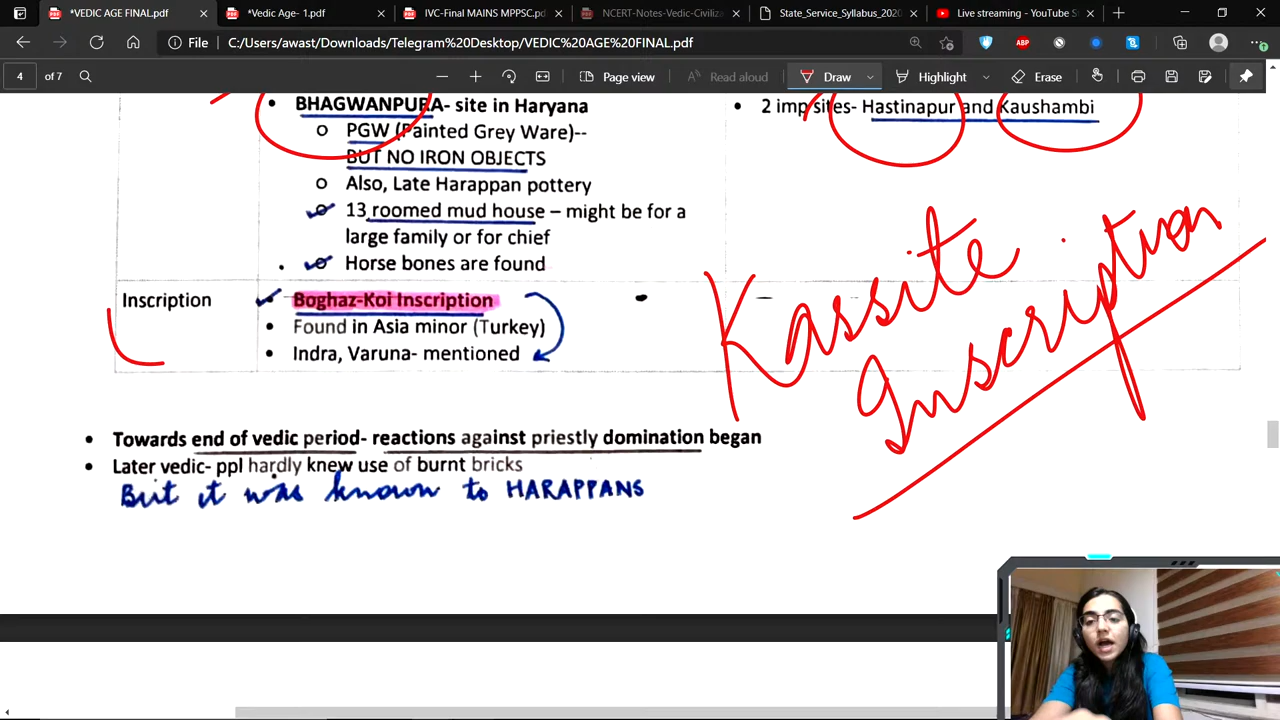 *VEDIC AGE FINAL.pdf
*Vedic Age- 1.pdf
IVC-Final MAINS MPPSC.pd
NCERT-Notes-Vedic-Civiliza
State_Service_Syllabus_2020
Live streaming - YouTube S
File C:/Users/awast/Downloads/Telegram%20Desktop/VEDIC%20AGE%20FINAL.pdf
4 of 7 Page view Read aloud Draw Highlight Erase
BHAGWANPURA- site in Haryana
PGW (Painted Grey Ware)--
BUT NO IRON OBJECTS
Also, Late Harappan pottery
13 roomed mud house – might be for a
large family or for chief
Horse bones are found
2 imp sites- Hastinapur and Kaushambi
Inscription
Boghaz-Koi Inscription
Found in Asia minor (Turkey)
Indra, Varuna- mentioned
Kassite
Inscription
Towards end of vedic period- reactions against priestly domination began
Later vedic- ppl hardly knew use of burnt bricks
But it was known to HARAPPANS